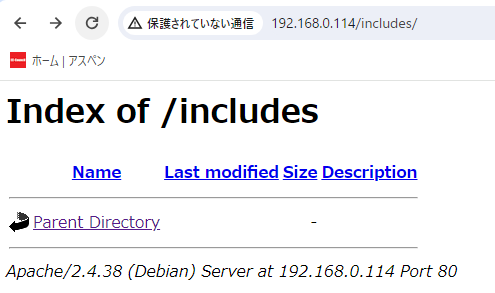 保護されていない通信 192.168.0.114/includes/
ホーム | アスペン
Index of /includes
Name Last modified Size Description
Parent Directory -
Apache/2.4.38 (Debian) Server at 192.168.0.114 Port 80